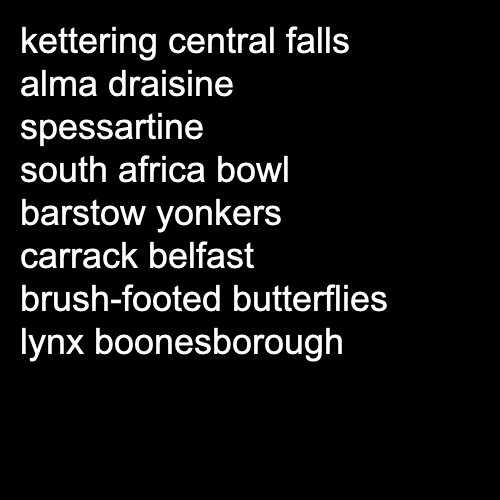 kettering central falls
alma draisine
spessartine
south africa bowl
barstow yonkers
carrack belfast
brush-footed butterflies
lynx boonesborough